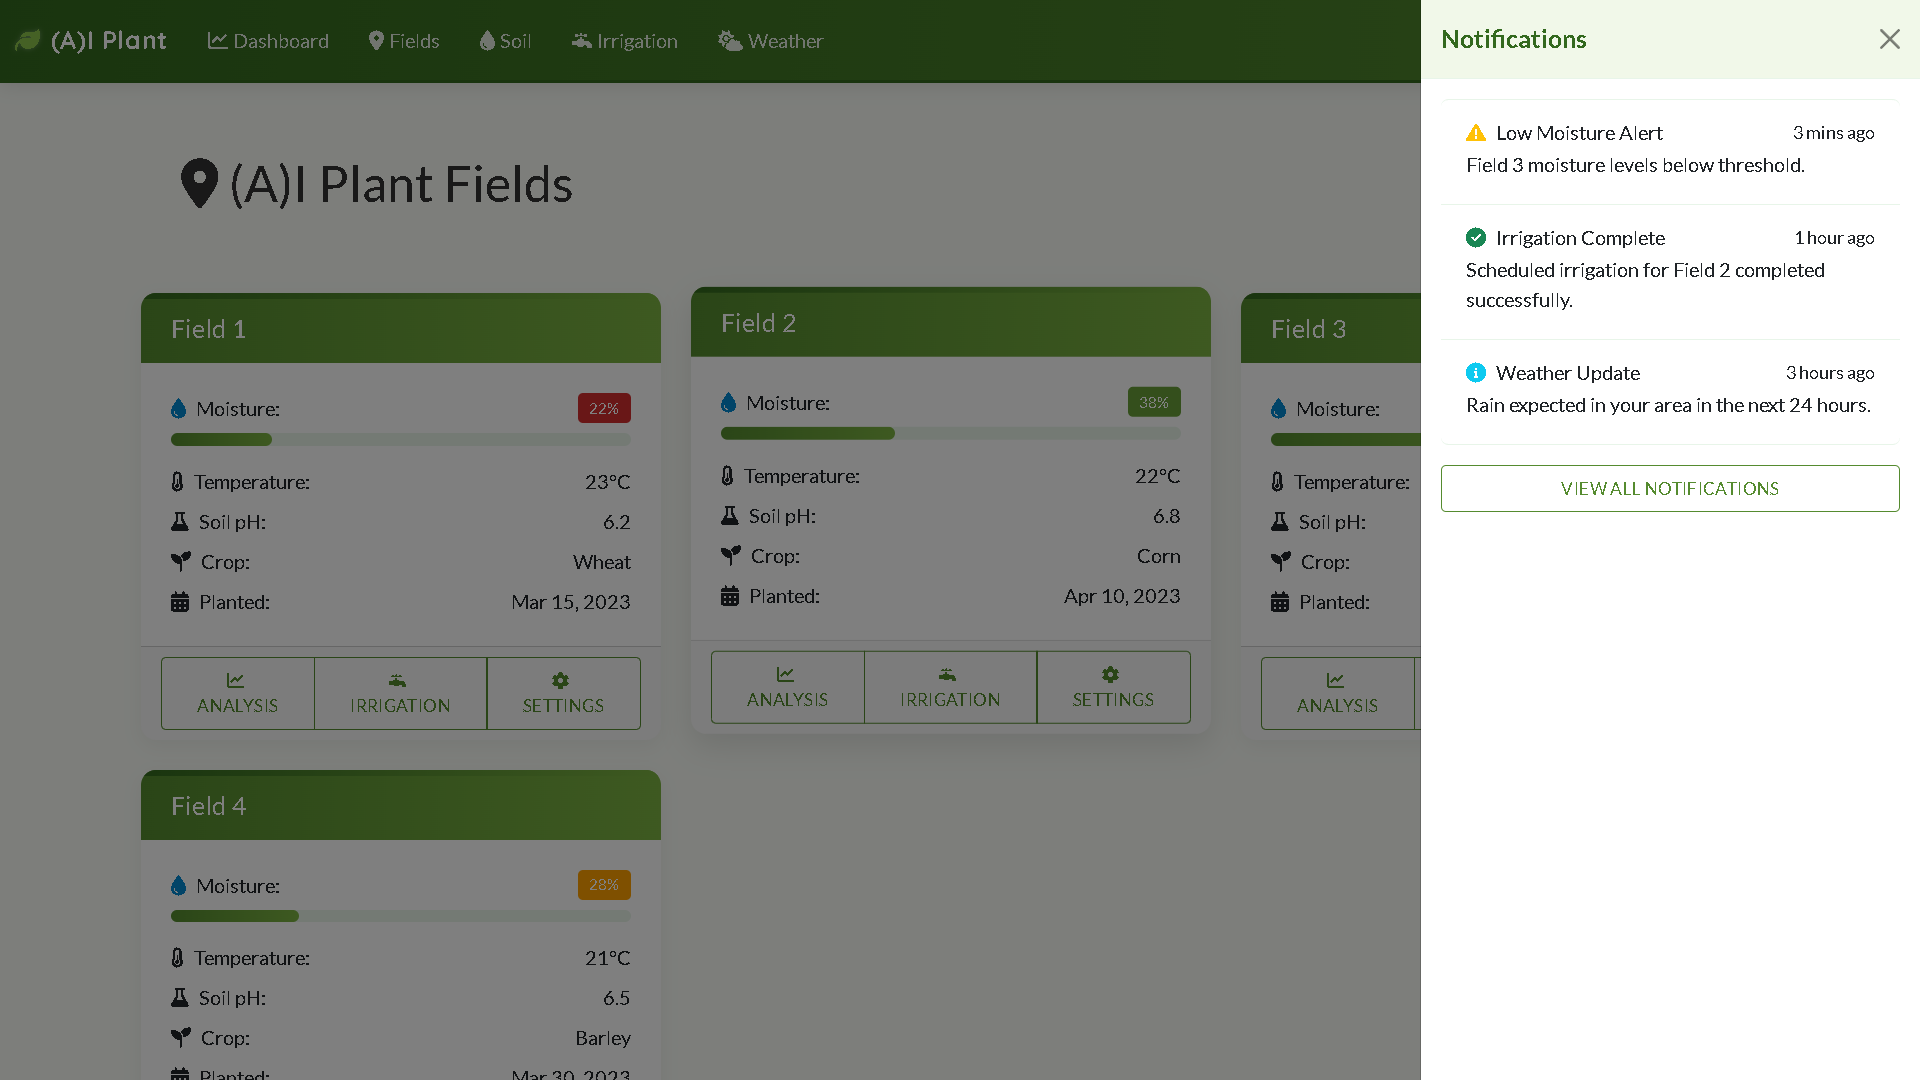 (A)I Plant Dashboard Fields Soil Irrigation Weather
(A)I Plant Fields
Field 1
Moisture: 22%
Temperature: 23°C
Soil pH: 6.2
Crop: Wheat
Planted: Mar 15, 2023
ANALYSIS IRRIGATION SETTINGS
Field 2
Moisture: 38%
Temperature: 22°C
Soil pH: 6.8
Crop: Corn
Planted: Apr 10, 2023
ANALYSIS IRRIGATION SETTINGS
Field 3
Moisture:
Temperature:
Soil pH:
Crop:
Planted:
ANALYSIS
Field 4
Moisture: 28%
Temperature: 21°C
Soil pH: 6.5
Crop: Barley
Planted: Mar 30, 2023
Notifications
Low Moisture Alert 3 mins ago
Field 3 moisture levels below threshold.
Irrigation Complete 1 hour ago
Scheduled irrigation for Field 2 completed
successfully.
Weather Update 3 hours ago
Rain expected in your area in the next 24 hours.
VIEW ALL NOTIFICATIONS